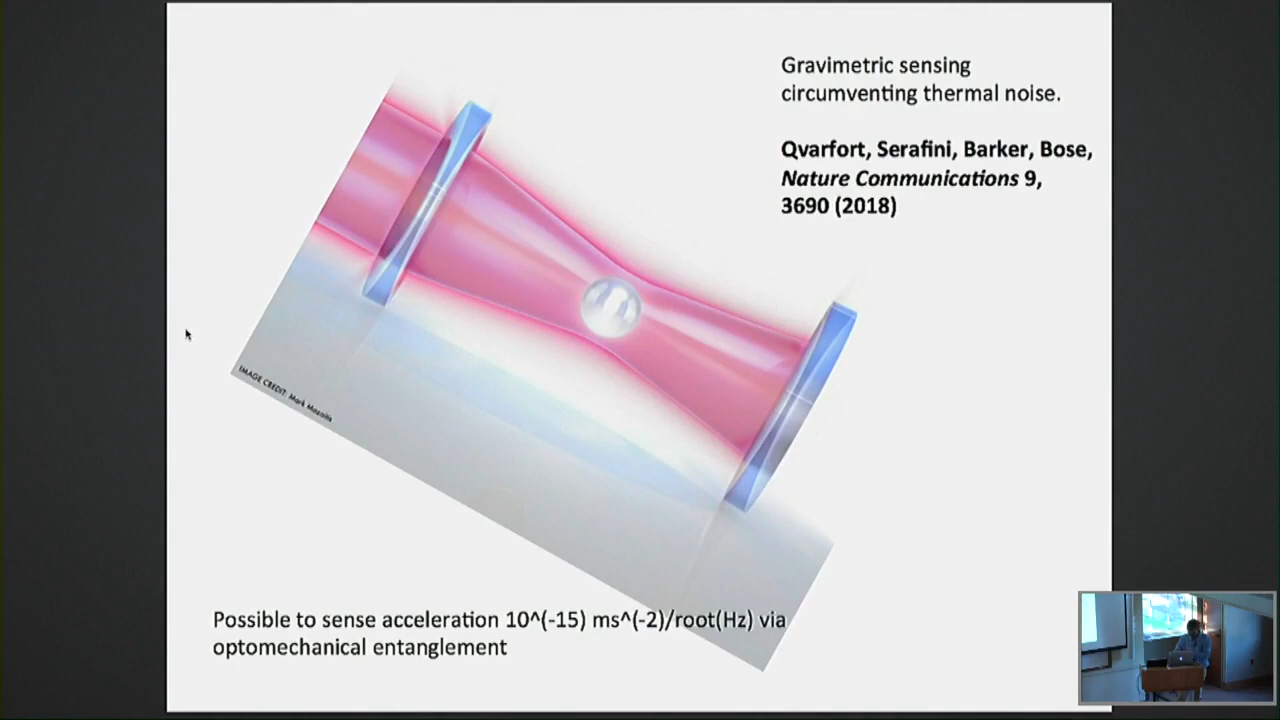 Gravimetric sensing
circumventing thermal noise.
Qvarfort, Serafini, Barker, Bose,
Nature Communications 9,
3690 (2018)
IMAGE CREDIT: Mark Mazaitis
Possible to sense acceleration 10^(-15) ms^(-2)/root(Hz) via
optomechanical entanglement